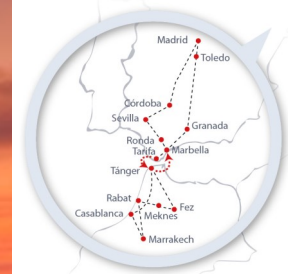 Madrid
Toledo
Córdoba
Sevilla
Granada
Ronda
Tarifa
Marbella
Tánger
Rabat
Fez
Casablanca
Meknes
Marrakech